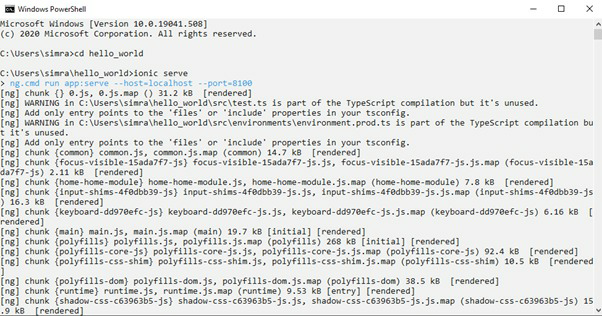 Windows PowerShell
Microsoft Windows [Version 10.0.19041.508]
(c) 2020 Microsoft Corporation. All rights reserved.
C:\Users\simra>cd hello_world
C:\Users\simra\hello_world>ionic serve
> ng.cmd run app:serve --host=localhost --port=8100
[ng] chunk {} 0.js, 0.js.map () 31.2 kB  [rendered]
[ng] WARNING in C:\Users\simra\hello_world\src\test.ts is part of the TypeScript compilation but it's unused.
[ng] Add only entry points to the 'files' or 'include' properties in your tsconfig.
[ng] WARNING in C:\Users\simra\hello_world\src\environments\environment.prod.ts is part of the TypeScript compilation bu
t it's unused.
[ng] Add only entry points to the 'files' or 'include' properties in your tsconfig.
[ng] chunk {common} common.js, common.js.map (common) 14.7 kB  [rendered]
[ng] chunk {focus-visible-15ada7f7-js} focus-visible-15ada7f7-js.js, focus-visible-15ada7f7-js.js.map (focus-visible-15a
da7f7-js) 2.11 kB  [rendered]
[ng] chunk {home-home-module} home-home-module.js, home-home-module.js.map (home-home-module) 7.8 kB  [rendered]
[ng] chunk {input-shims-4f0dbb39-js} input-shims-4f0dbb39-js.js, input-shims-4f0dbb39-js.js.map (input-shims-4f0dbb39-js
) 16.3 kB  [rendered]
[ng] chunk {keyboard-dd970efc-js} keyboard-dd970efc-js.js, keyboard-dd970efc-js.js.map (keyboard-dd970efc-js) 6.16 kB  [
rendered]
[ng] chunk {main} main.js, main.js.map (main) 19.7 kB [initial] [rendered]
[ng] chunk {polyfills} polyfills.js, polyfills.js.map (polyfills) 268 kB [initial] [rendered]
[ng] chunk {polyfills-core-js} polyfills-core-js.js, polyfills-core-js.js.map (polyfills-core-js) 92.4 kB  [rendered]
[ng] chunk {polyfills-css-shim} polyfills-css-shim.js, polyfills-css-shim.js.map (polyfills-css-shim) 10.5 kB  [rendered
]
[ng] chunk {polyfills-dom} polyfills-dom.js, polyfills-dom.js.map (polyfills-dom) 38.5 kB  [rendered]
[ng] chunk {runtime} runtime.js, runtime.js.map (runtime) 9.53 kB [entry] [rendered]
[ng] chunk {shadow-css-c63963b5-js} shadow-css-c63963b5-js.js, shadow-css-c63963b5-js.js.map (shadow-css-c63963b5-js) 15
.9 kB  [rendered]